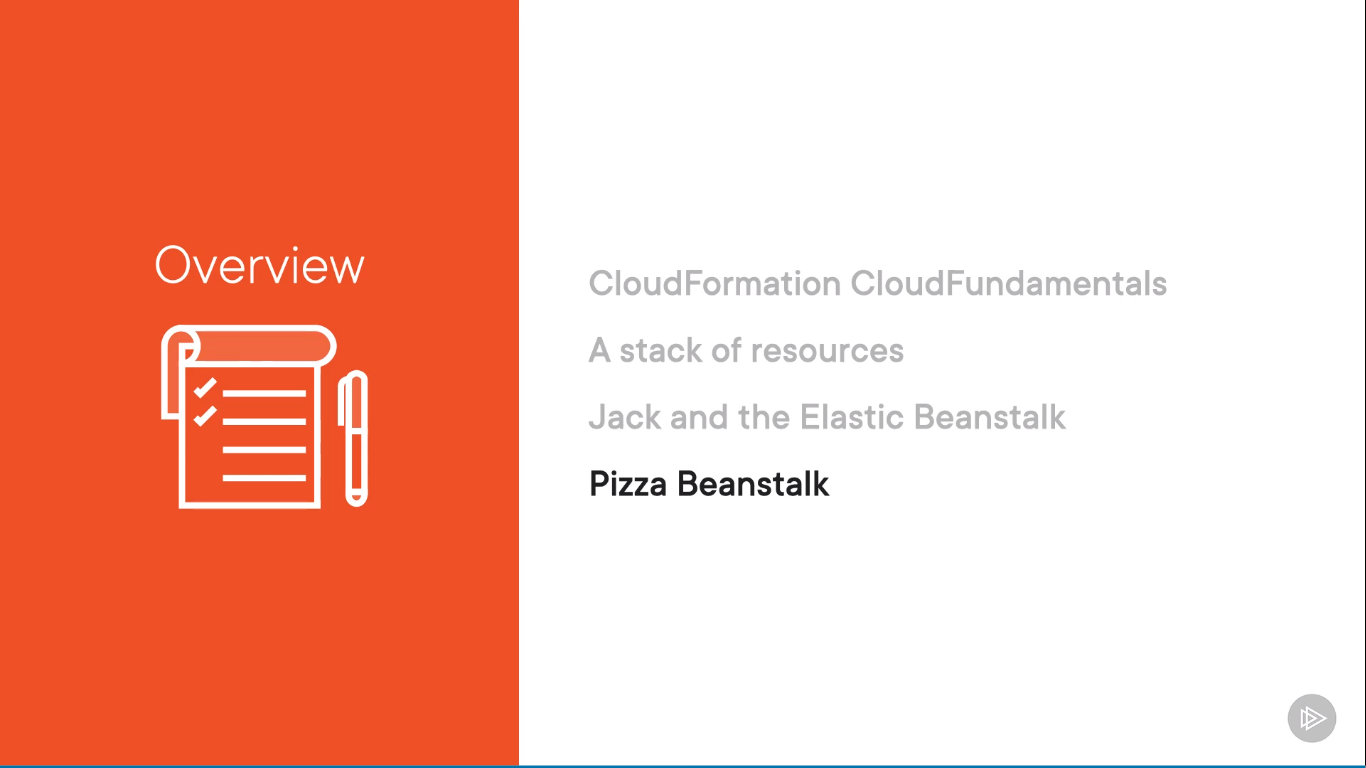 Overview
CloudFormation CloudFundamentals
A stack of resources
Jack and the Elastic Beanstalk
Pizza Beanstalk